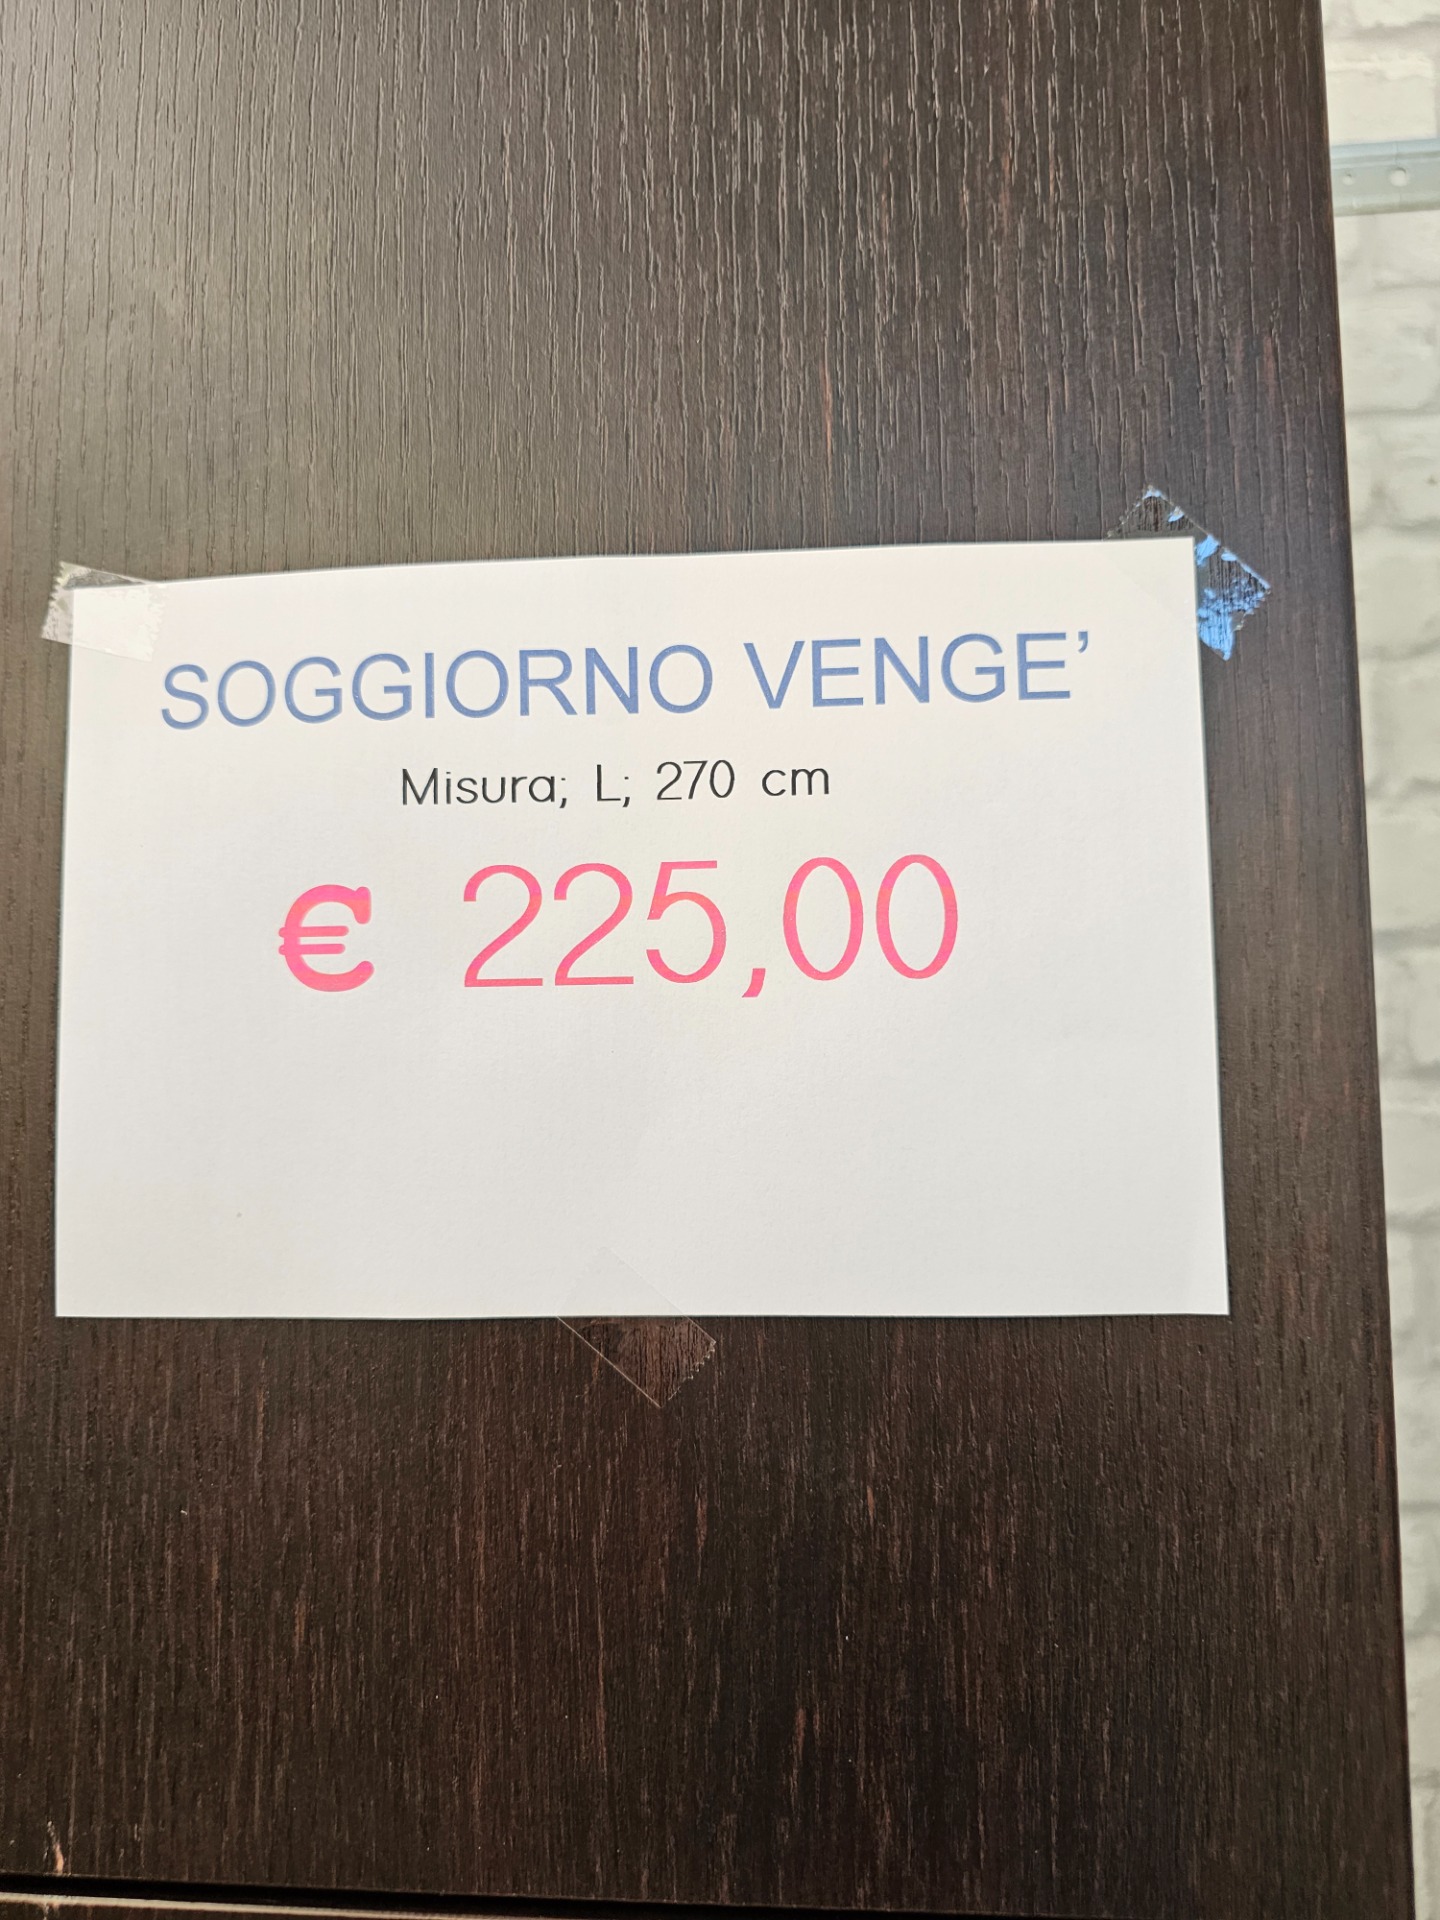 SOGGIORNO VENGE’
Misura; L; 270 cm
€ 225,00